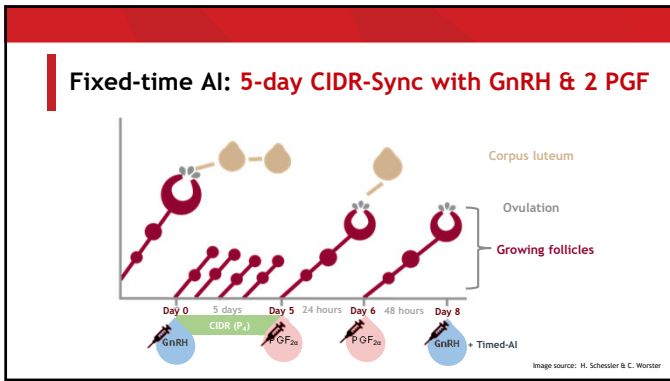 Fixed-time AI: 5-day CIDR-Sync with GnRH & 2 PGF
Corpus luteum
Ovulation
Growing follicles
Day 0 5 days Day 5 24 hours Day 6 48 hours Day 8
CIDR (P₄)
GnRH PGF₂α PGF₂α GnRH + Timed-AI
Image source: H. Schessler & C. Worster